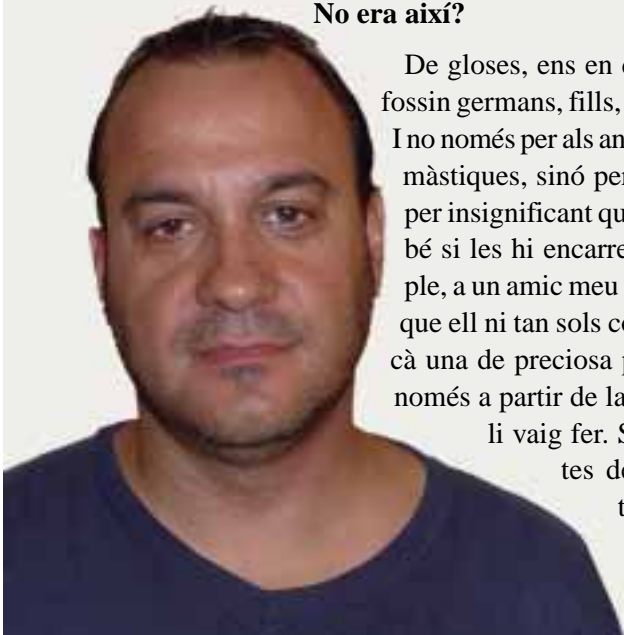 No era així?
De gloses, ens en
fossin germans, fills,
I no només per als an
màstiques, sinó per
per insignificant qu
bé si les hi encarre
ple, a un amic meu
que ell ni tan sols co
cà una de preciosa p
només a partir de la
li vaig fer. S
tes de
t